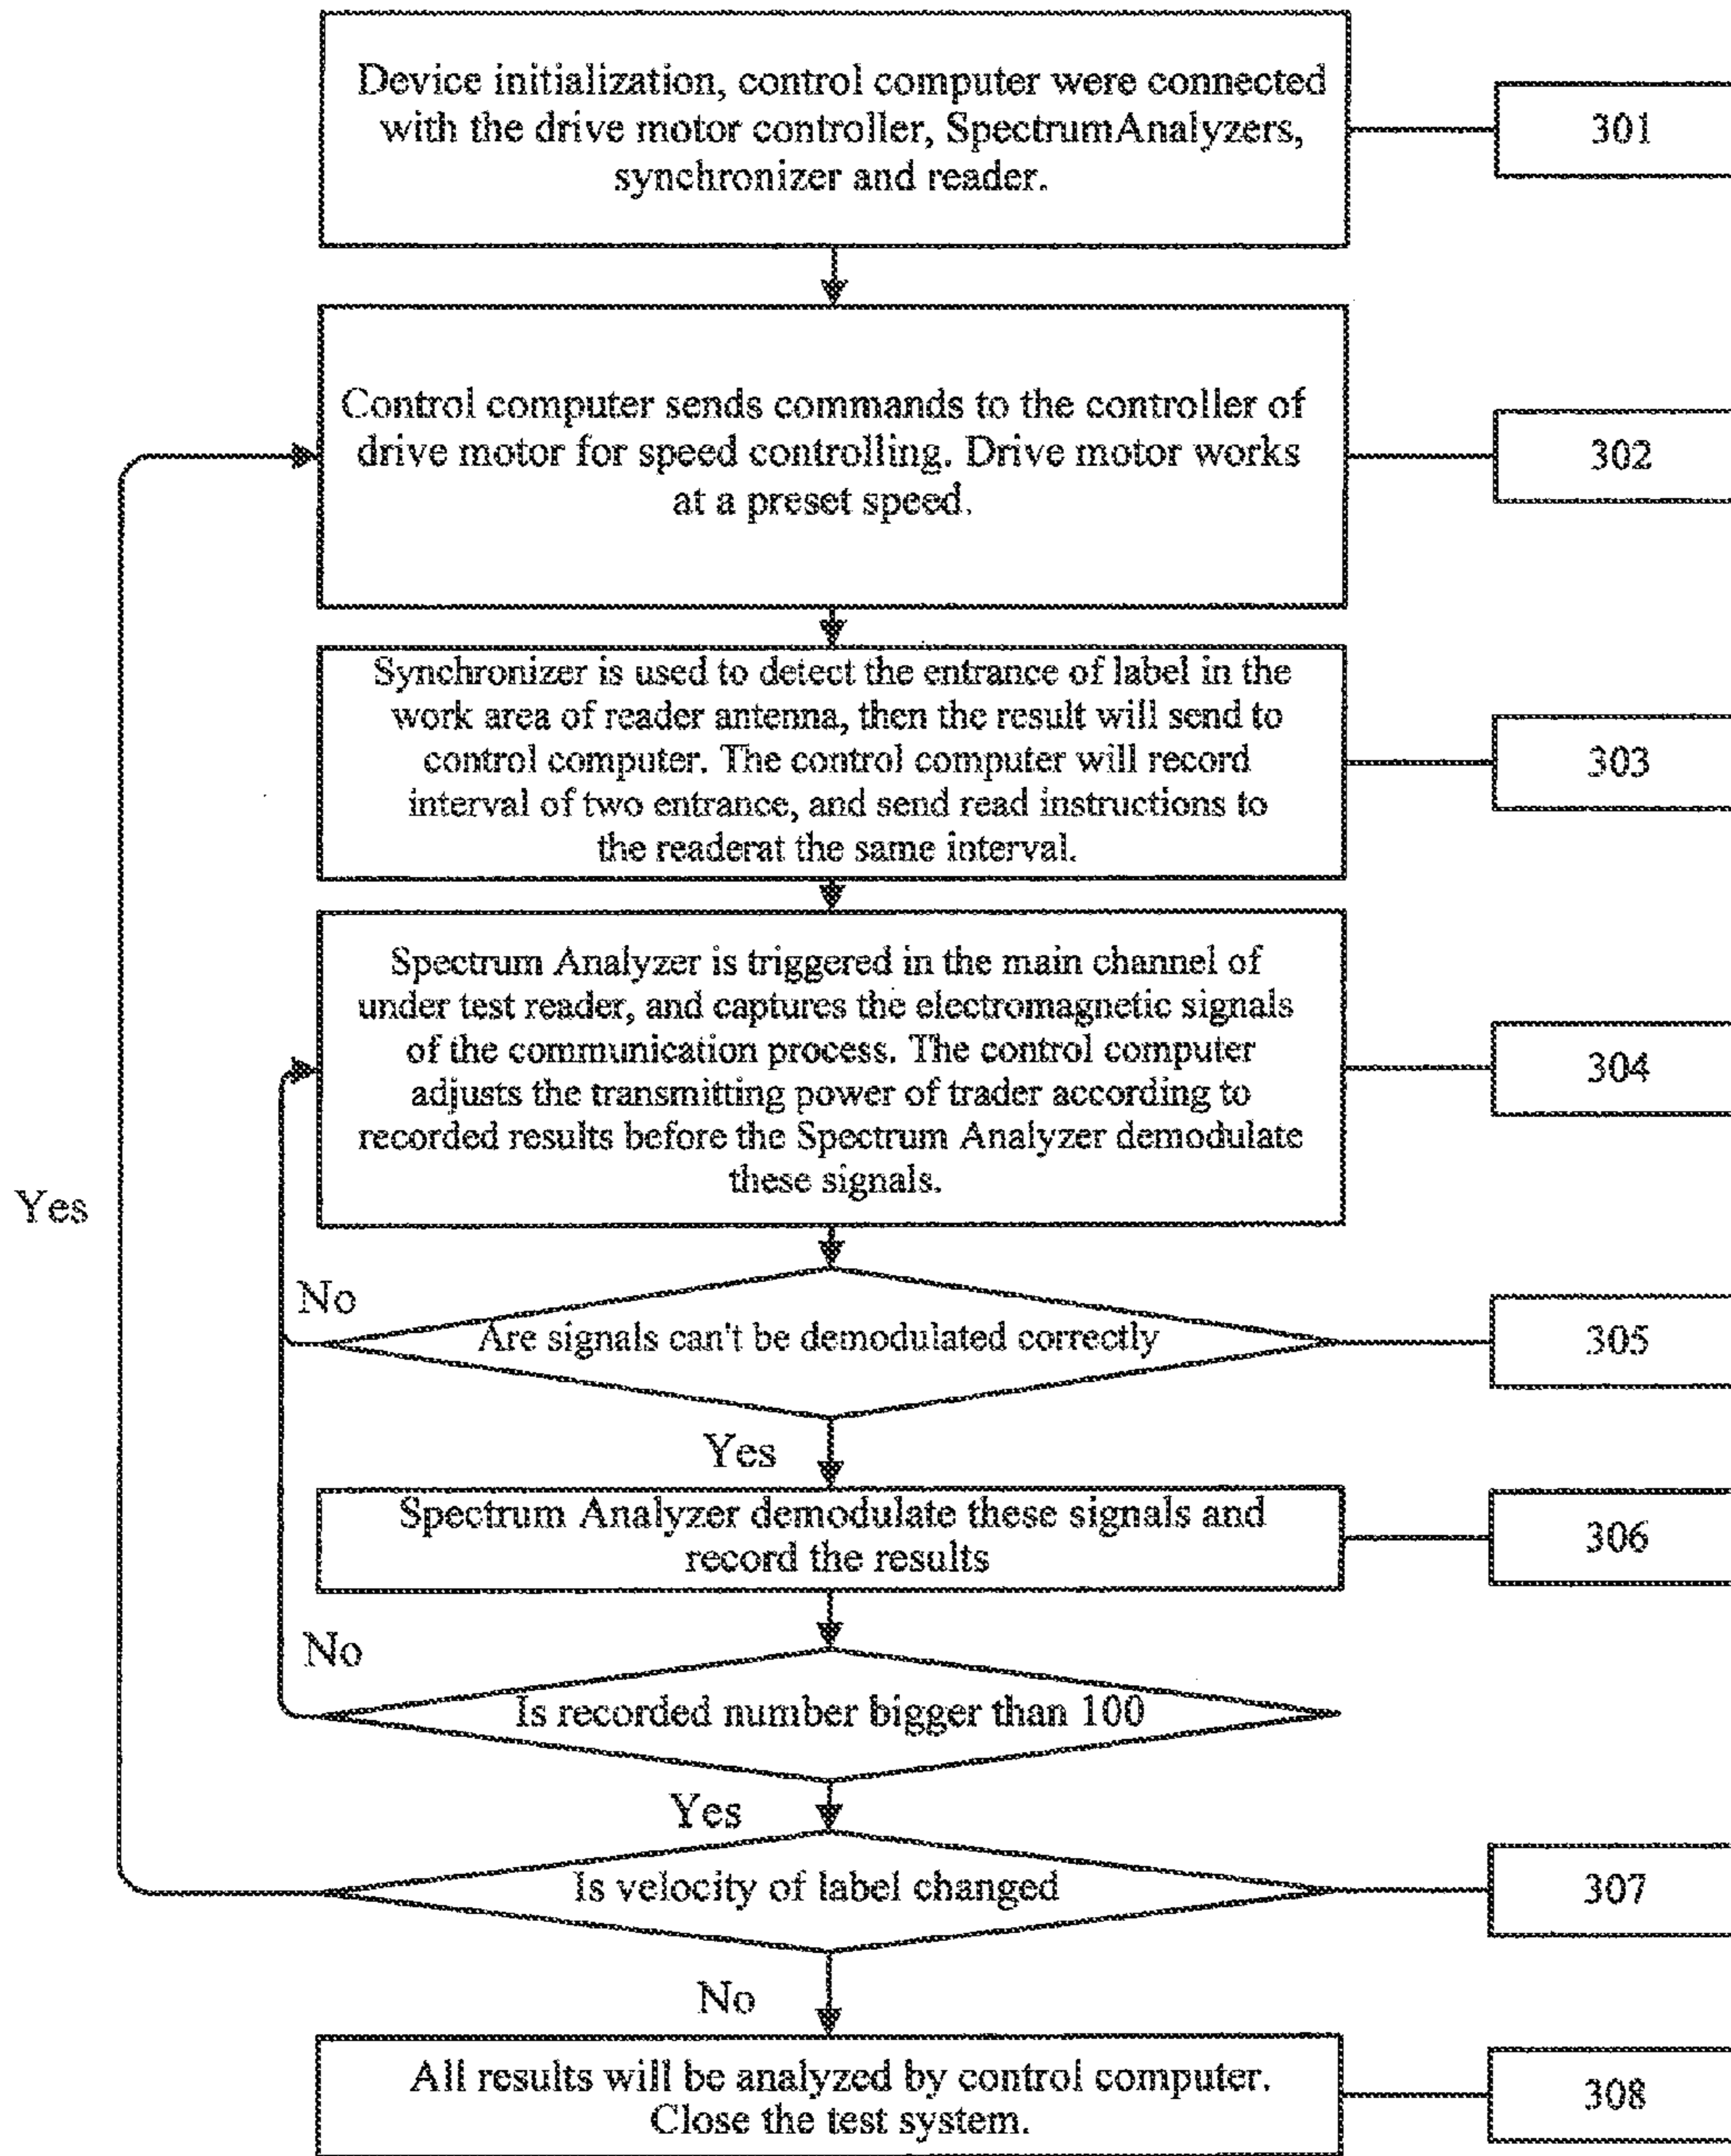 Device initialization, control computer were connected
with the drive motor controller, SpectrumAnalyzers,
synchronizer and reader.
301
Control computer sends commands to the controller of
drive motor for speed controlling. Drive motor works
at a preset speed.
302
Synchronizer is used to detect the entrance of label in the
work area of reader antenna, then the result will send to
control computer. The control computer will record
interval of two entrance, and send read instructions to
the readerat the same interval.
303
Spectrum Analyzer is triggered in the main channel of
under test reader, and captures the electromagnetic signals
of the communication process. The control computer
adjusts the transmitting power of trader according to
recorded results before the Spectrum Analyzer demodulate
these signals.
304
Yes
No
Are signals can't be demodulated correctly
305
Yes
Spectrum Analyzer demodulate these signals and
record the results
306
No
Is recorded number bigger than 100
Yes
Is velocity of label changed
307
No
All results will be analyzed by control computer.
Close the test system.
308